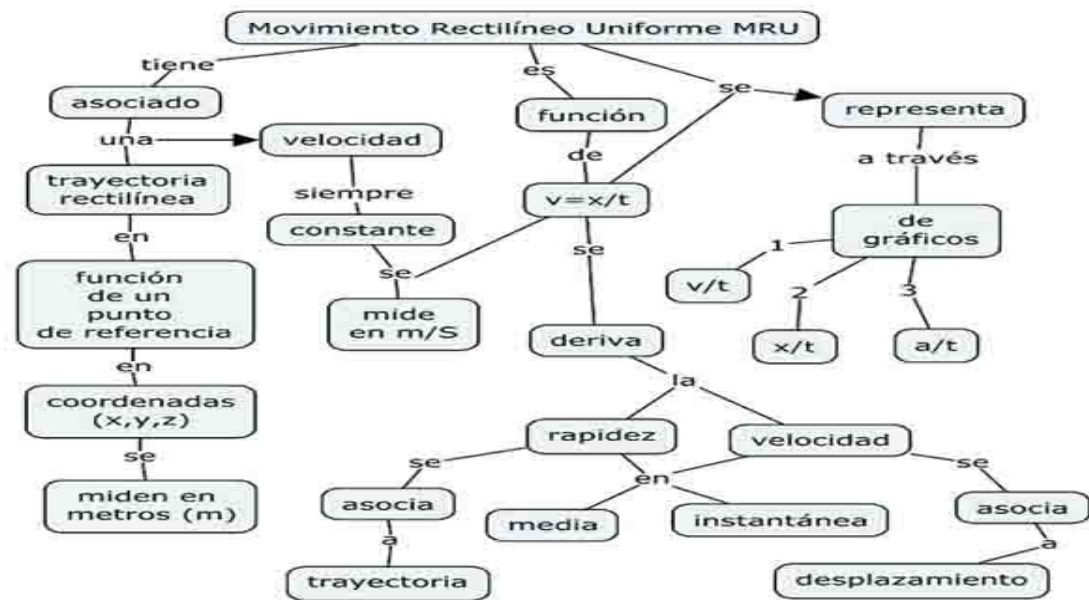 Movimiento Rectilíneo Uniforme MRU
tiene
es
se
asociado
función
representa
una
velocidad
de
a través
trayectoria
rectilínea
siempre
v=x/t
de
gráficos
en
constante
se
1
v/t
2
3
función
de un
punto
de referencia
se
mide
en m/S
deriva
x/t
a/t
en
la
coordenadas
(x,y,z)
rapidez
velocidad
se
se
en
se
miden en
metros (m)
asocia
media
instantánea
asocia
a
a
trayectoria
desplazamiento